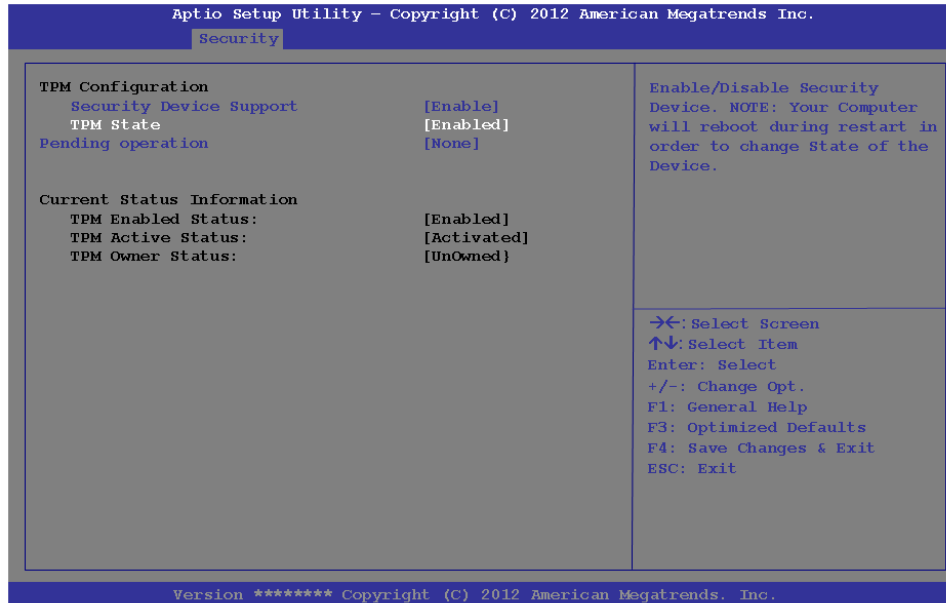 Aptio Setup Utility – Copyright (C) 2012 American Megatrends Inc.
Security
TPM Configuration
Security Device Support [Enable]
TPM State [Enabled]
Pending operation [None]
Current Status Information
TPM Enabled Status: [Enabled]
TPM Active Status: [Activated]
TPM Owner Status: [UnOwned}
Enable/Disable Security
Device. NOTE: Your Computer
will reboot during restart in
order to change State of the
Device.
→←:Select Screen
↑↓:Select Item
Enter: Select
+/-: Change Opt.
F1: General Help
F3: Optimized Defaults
F4: Save Changes & Exit
ESC: Exit
Version ******** Copyright (C) 2012 American Megatrends. Inc.